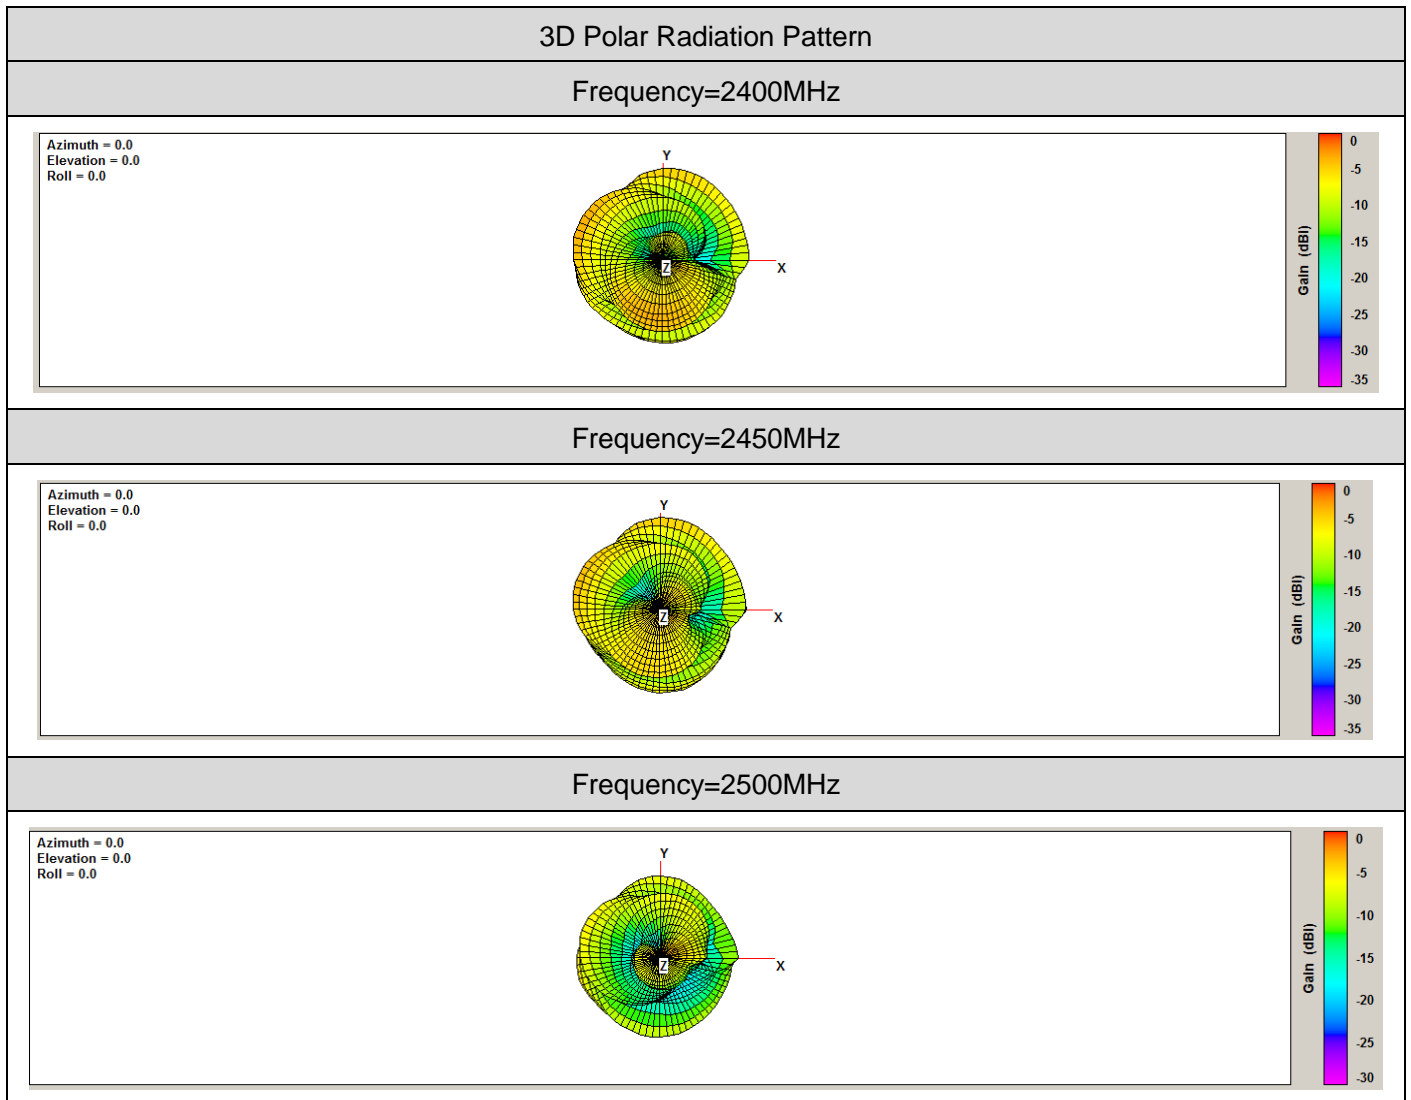 3D Polar Radiation Pattern
Frequency=2400MHz
Azimuth = 0.0
Elevation = 0.0
Roll = 0.0
Y
X
Z
Gain (dBi)
0
-5
-10
-15
-20
-25
-30
-35
Frequency=2450MHz
Azimuth = 0.0
Elevation = 0.0
Roll = 0.0
Y
X
Z
Gain (dBi)
0
-5
-10
-15
-20
-25
-30
-35
Frequency=2500MHz
Azimuth = 0.0
Elevation = 0.0
Roll = 0.0
Y
X
Z
Gain (dBi)
0
-5
-10
-15
-20
-25
-30